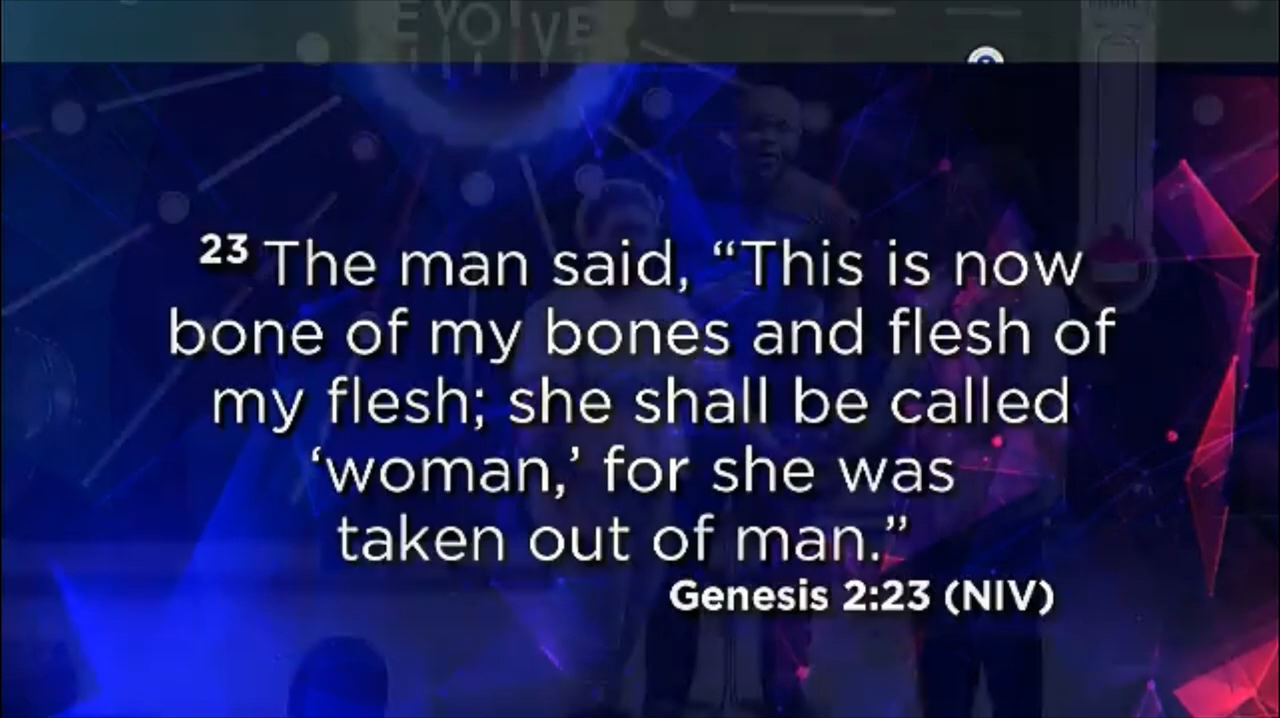 EVOLVE
23 The man said, “This is now
bone of my bones and flesh of
my flesh; she shall be called
‘woman,’ for she was
taken out of man.”
Genesis 2:23 (NIV)